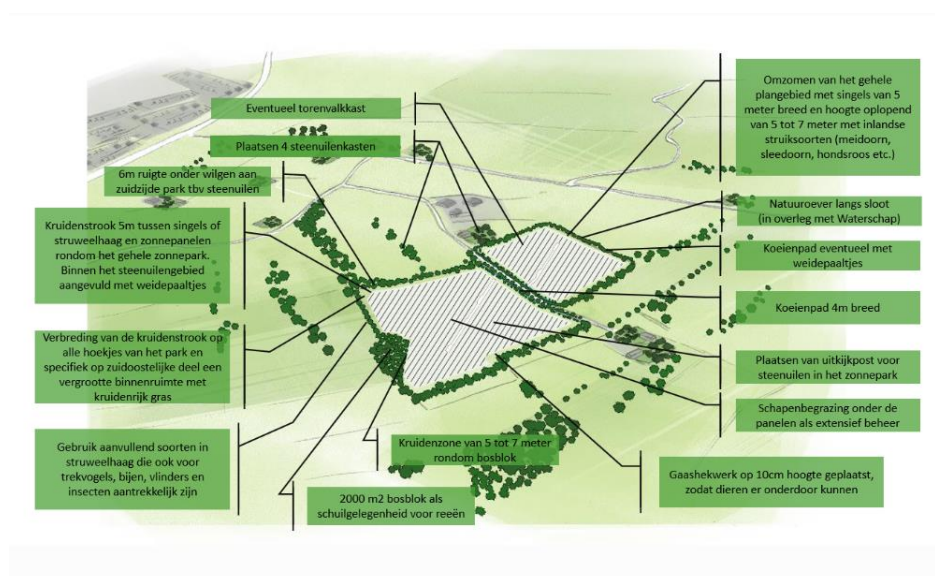 Eventueel torenvalkkast
Plaatsen 4 steenuilenkasten
6m ruigte onder wilgen aan
zuidzijde park tbv steenuilen
Kruidenstrook 5m tussen singels of
struweelhaag en zonnepanelen
rondom het gehele zonnepark.
Binnen het steenuilengebied
aangevuld met weidepaaltjes
Verbreding van de kruidenstrook op
alle hoekjes van het park en
specifiek op zuidoostelijke deel een
vergrootte binnenruimte met
kruidenrijk gras
Gebruik aanvullend soorten in
struweelhaag die ook voor
trekvogels, bijen, vlinders en
insecten aantrekkelijk zijn
2000 m2 bosblok als
schuilgelegenheid voor reeën
Kruidenzone van 5 tot 7 meter
rondom bosblok
Omzomen van het gehele
plangebied met singels van 5
meter breed en hoogte oplopend
van 5 tot 7 meter met inlandse
struiksoorten (meidoorn,
sleedoorn, hondsroos etc.)
Natuuroever langs sloot
(in overleg met Waterschap)
Koeienpad eventueel met
weidepaaltjes
Koeienpad 4m breed
Plaatsen van uitkijkpost voor
steenuilen in het zonnepark
Schapenbegrazing onder de
panelen als extensief beheer
Gaashekwerk op 10cm hoogte geplaatst,
zodat dieren er onderdoor kunnen